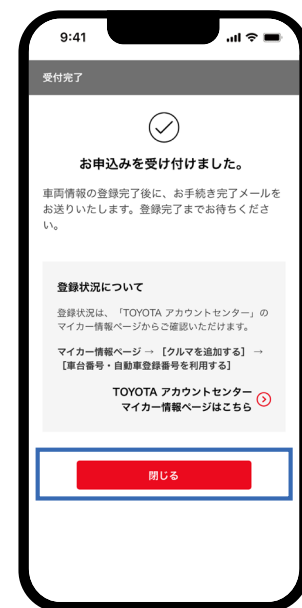 9:41
受付完了
お申込みを受け付けました。
車両情報の登録完了後に、お手続き完了メールを
お送りいたします。登録完了までお待ちくださ
い。
登録状況について
登録状況は、「TOYOTA アカウントセンター」の
マイカー情報ページからご確認いただけます。
マイカー情報ページ → [クルマを追加する] →
[車台番号・自動車登録番号を利用する]
TOYOTA アカウントセンター
マイカー情報ページはこちら
閉じる